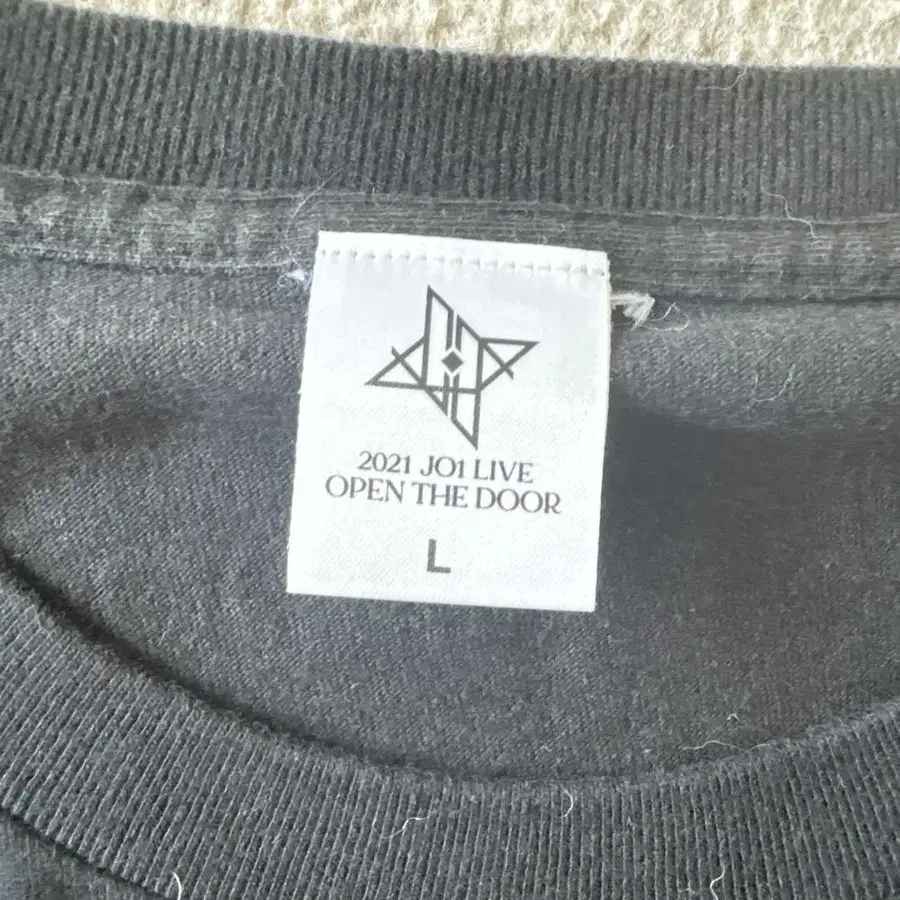 2021 JO1 LIVE
OPEN THE DOOR
L